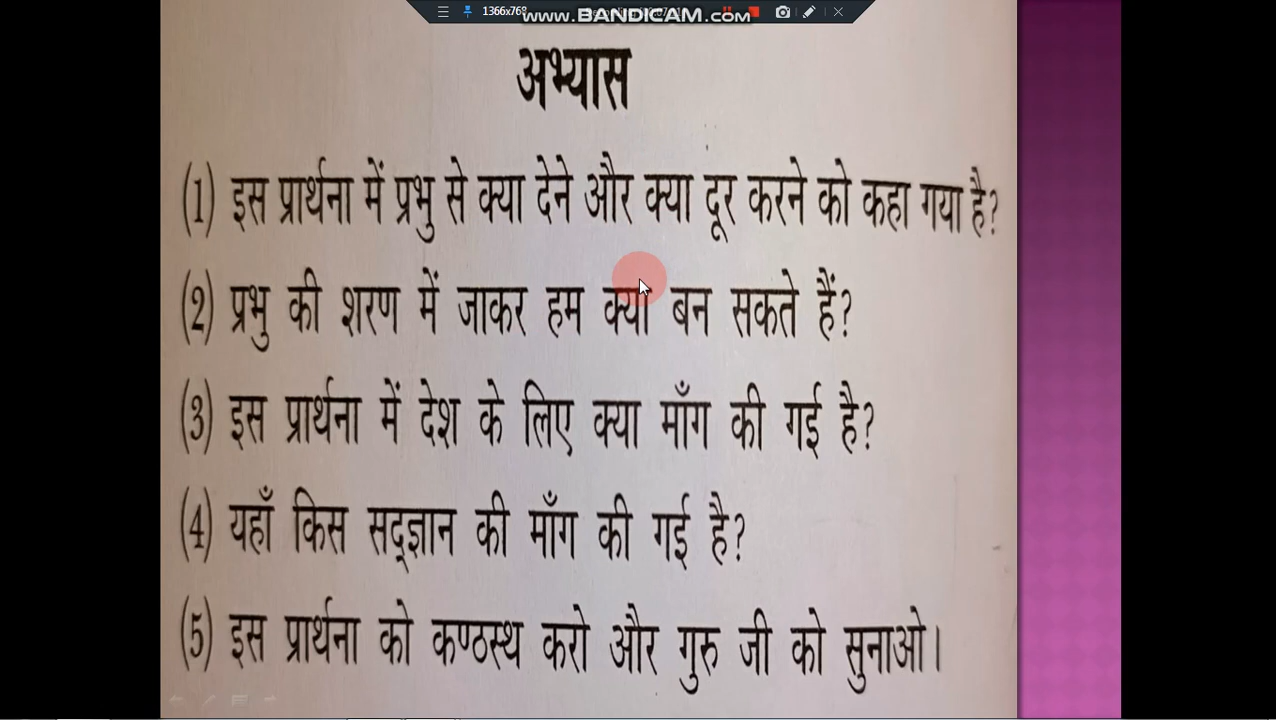 1366x768
www.BANDICAM.com
अभ्यास
(1) इस प्रार्थना में प्रभु से क्या देने और क्या दूर करने को कहा गया है?
(2) प्रभु की शरण में जाकर हम क्या बन सकते हैं?
(3) इस प्रार्थना में देश के लिए क्या माँग की गई है?
(4) यहाँ किस सद्ज्ञान की माँग की गई है?
(5) इस प्रार्थना को कण्ठस्थ करो और गुरु जी को सुनाओ।